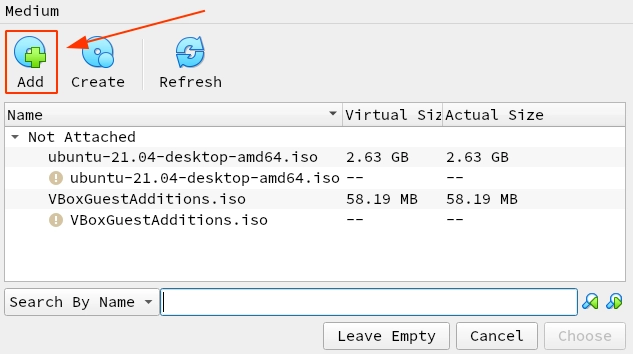 Medium
Add Create Refresh
Name Virtual Siz Actual Size
Not Attached
ubuntu-21.04-desktop-amd64.iso 2.63 GB 2.63 GB
ubuntu-21.04-desktop-amd64.iso -- --
VBoxGuestAdditions.iso 58.19 MB 58.19 MB
VBoxGuestAdditions.iso -- --
Search By Name
Leave Empty Cancel Choose